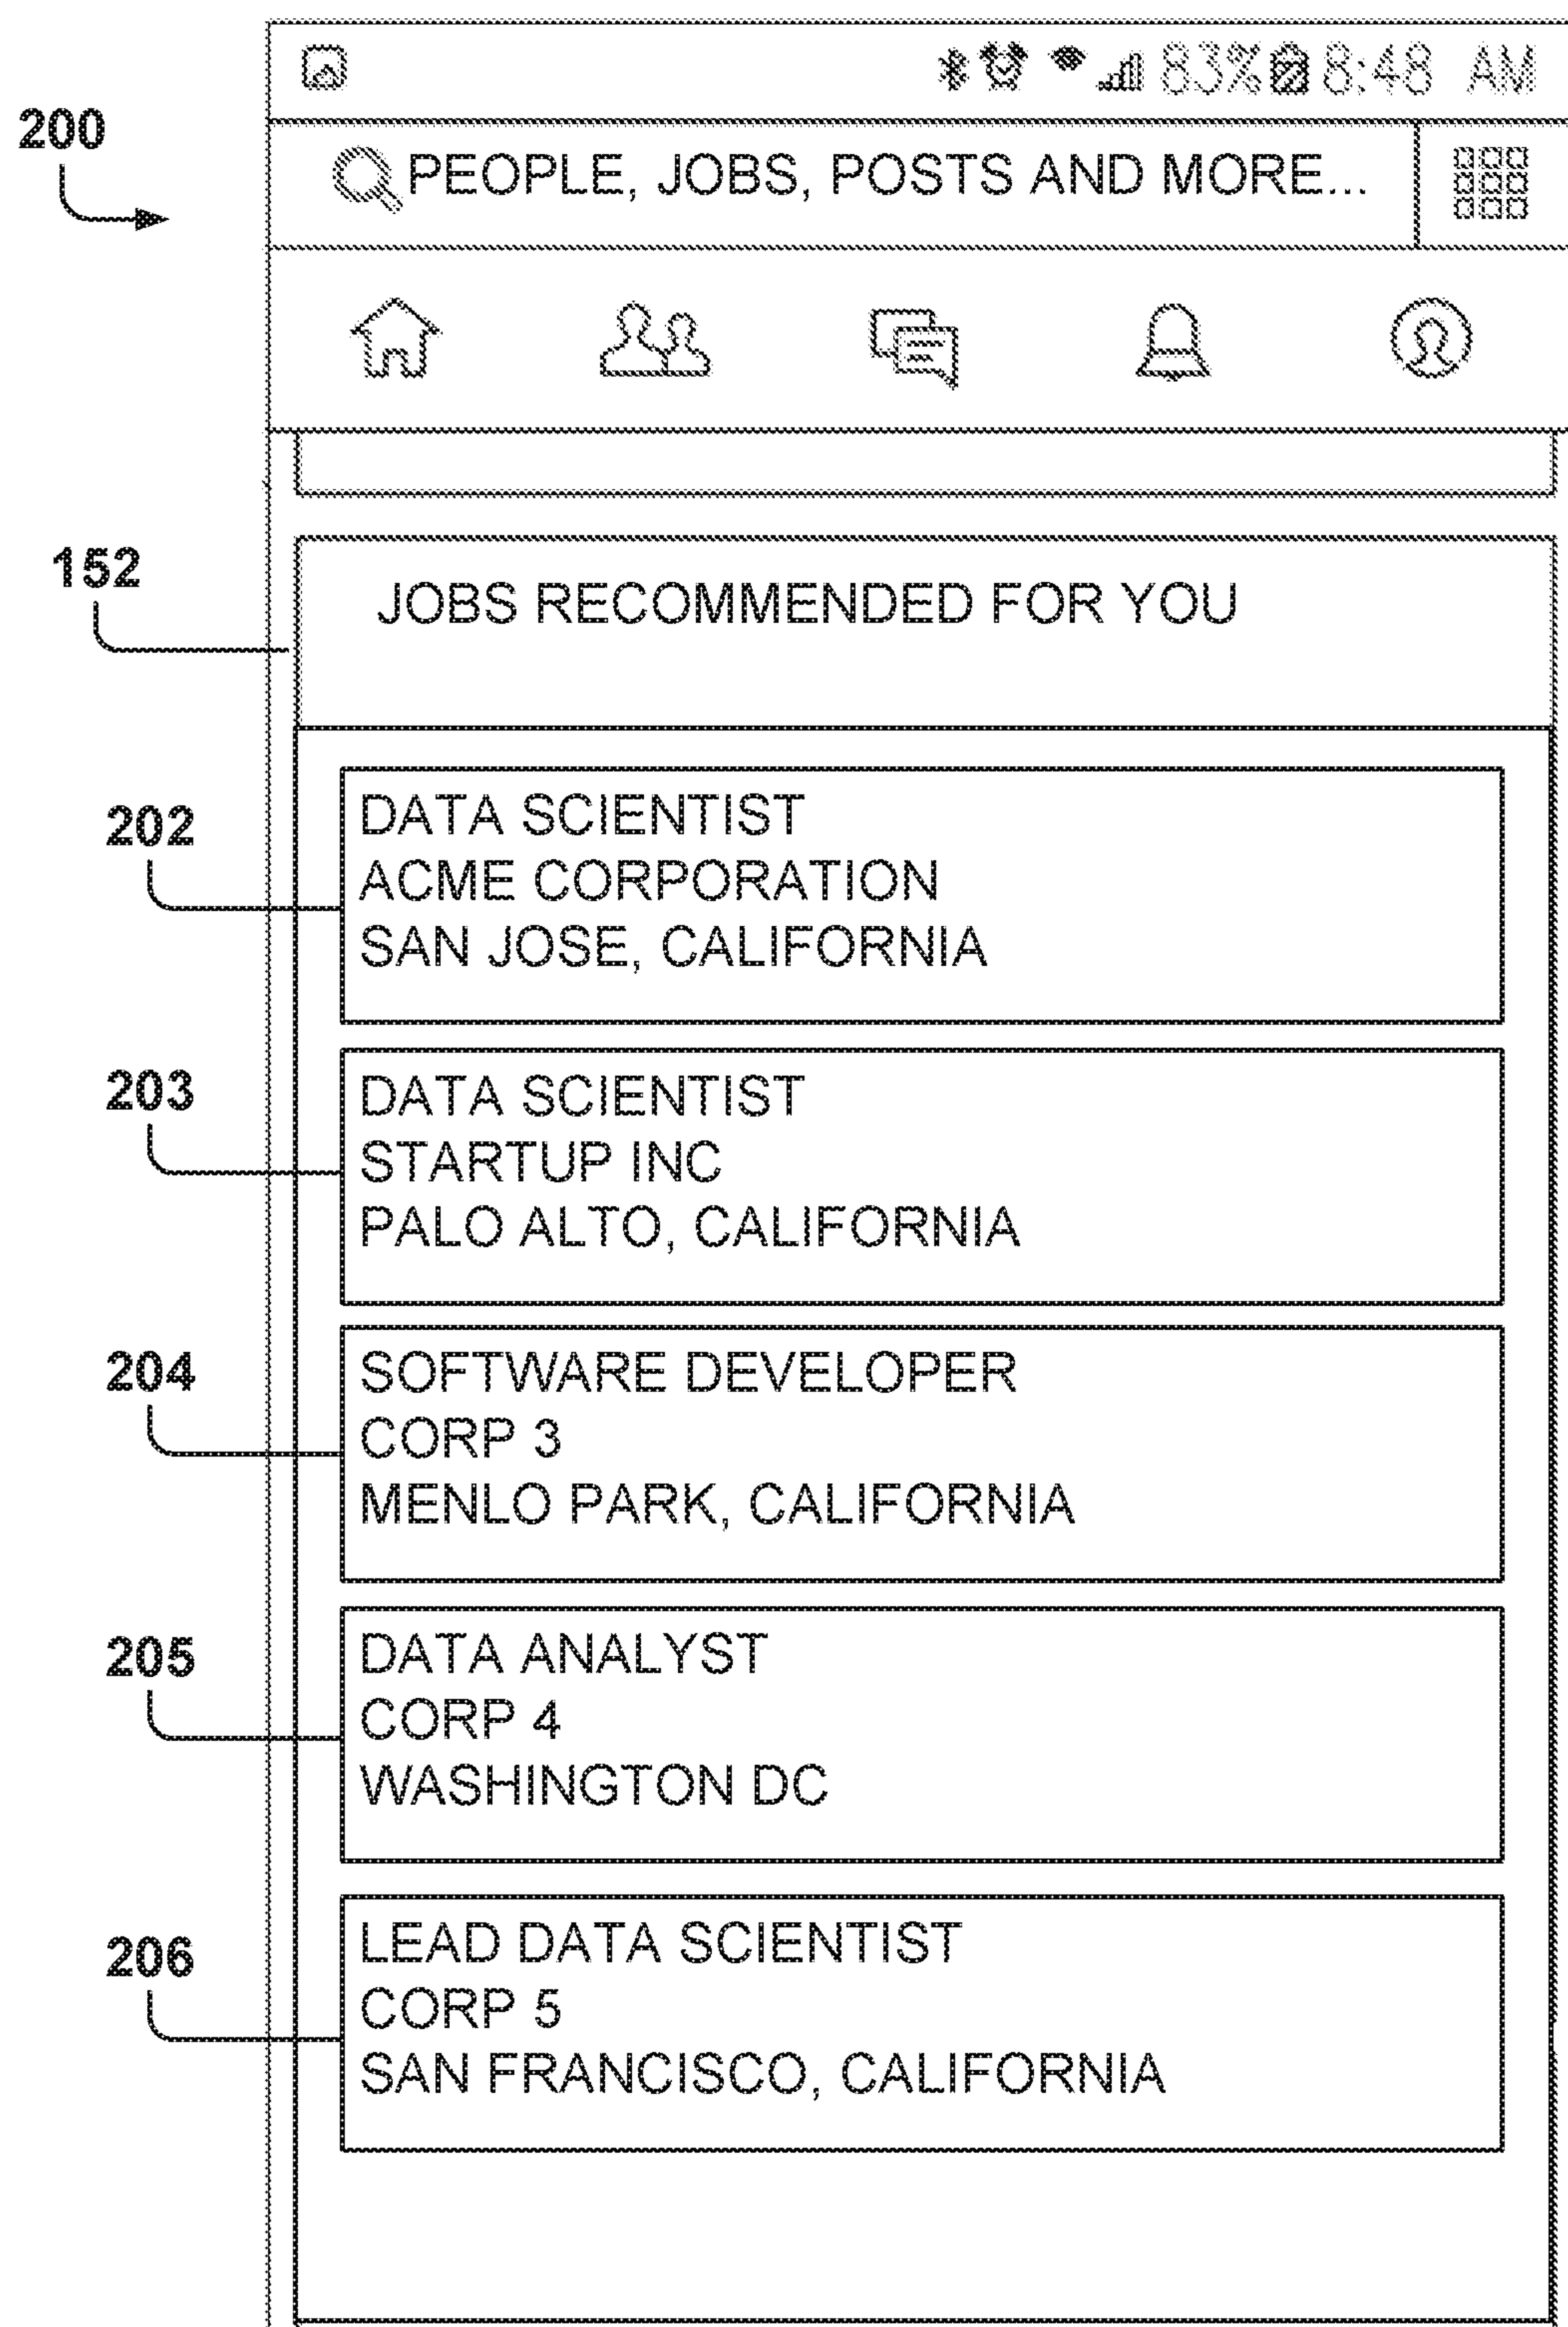 83% 8:48 AM
200
PEOPLE, JOBS, POSTS AND MORE...
152
JOBS RECOMMENDED FOR YOU
202
DATA SCIENTIST
ACME CORPORATION
SAN JOSE, CALIFORNIA
203
DATA SCIENTIST
STARTUP INC
PALO ALTO, CALIFORNIA
204
SOFTWARE DEVELOPER
CORP 3
MENLO PARK, CALIFORNIA
205
DATA ANALYST
CORP 4
WASHINGTON DC
206
LEAD DATA SCIENTIST
CORP 5
SAN FRANCISCO, CALIFORNIA